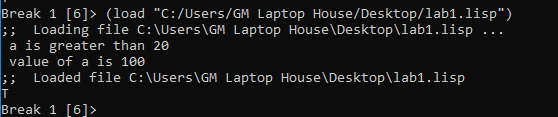 Break 1 [6]> (load "C:/Users/GM Laptop House/Desktop/lab1.lisp")
;;  Loading file C:\Users\GM Laptop House\Desktop\lab1.lisp ...
 a is greater than 20
 value of a is 100
;;  Loaded file C:\Users\GM Laptop House\Desktop\lab1.lisp
T
Break 1 [6]>